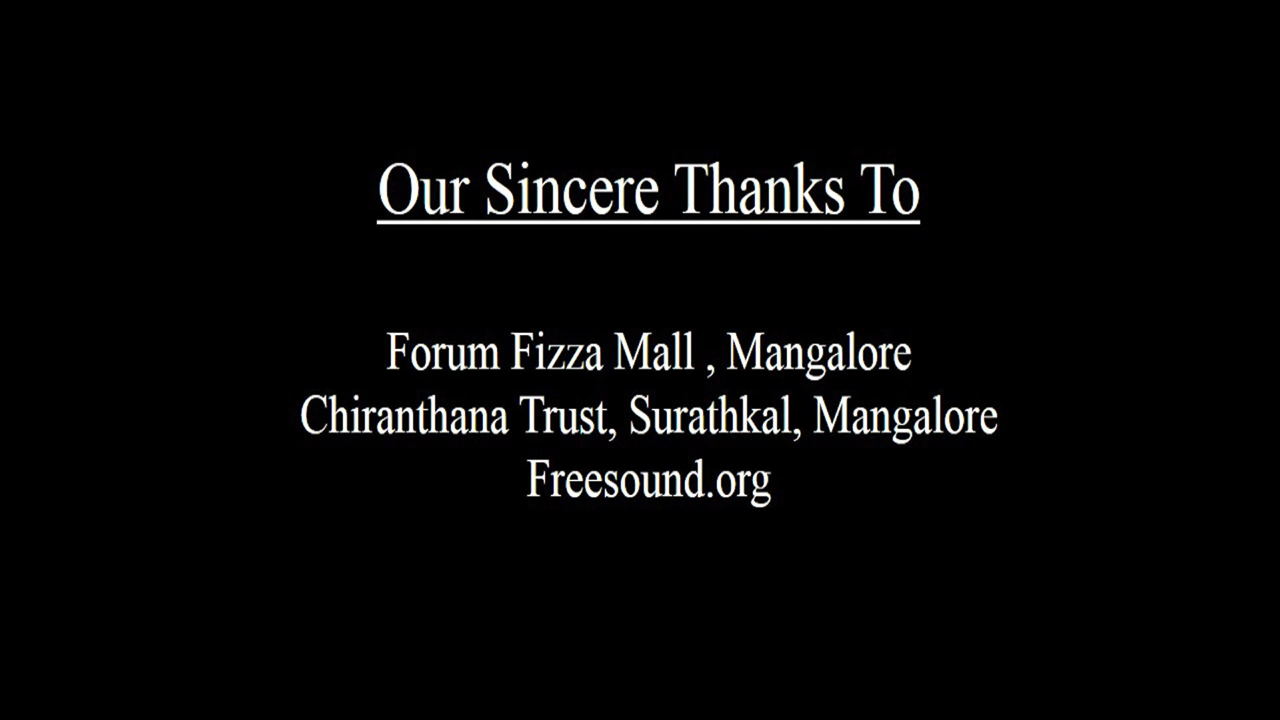 Our Sincere Thanks To
Forum Fizza Mall , Mangalore
Chiranthana Trust, Surathkal, Mangalore
Freesound.org